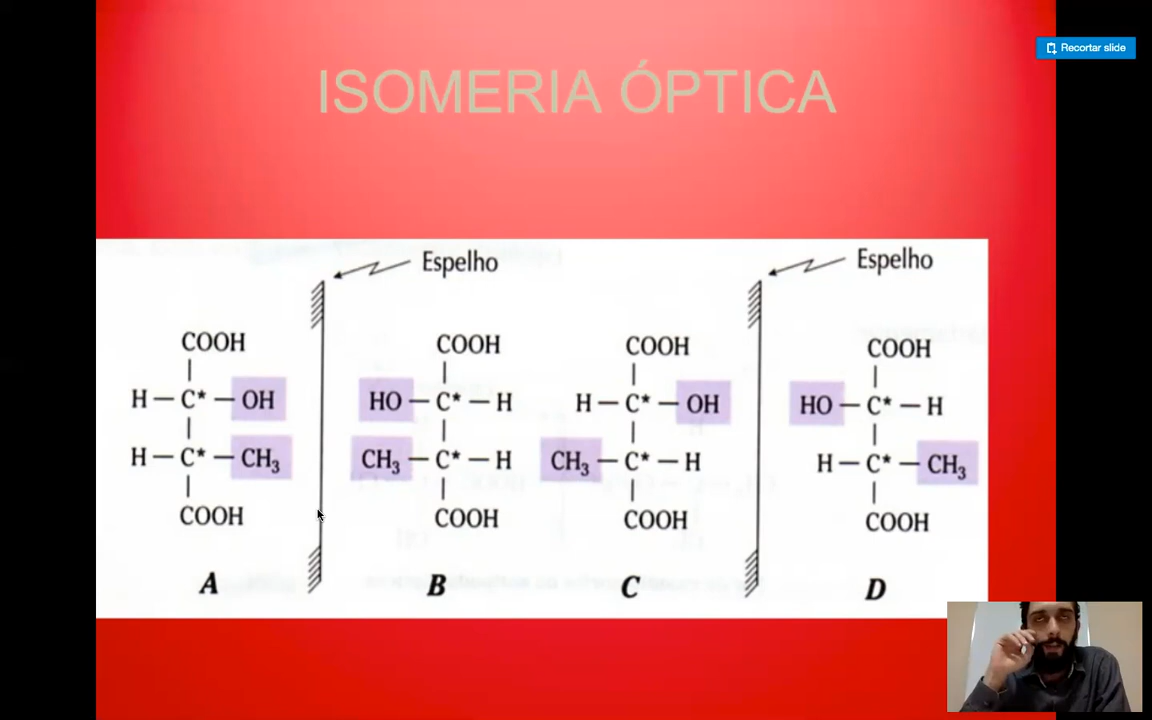 Recortar slide
ISOMERIA ÓPTICA
Espelho
Espelho
COOH
H — C* — OH
H — C* — CH₃
COOH
A
COOH
HO — C* — H
CH₃ — C* — H
COOH
B
COOH
H — C* — OH
CH₃ — C* — H
COOH
C
COOH
HO — C* — H
H — C* — CH₃
COOH
D